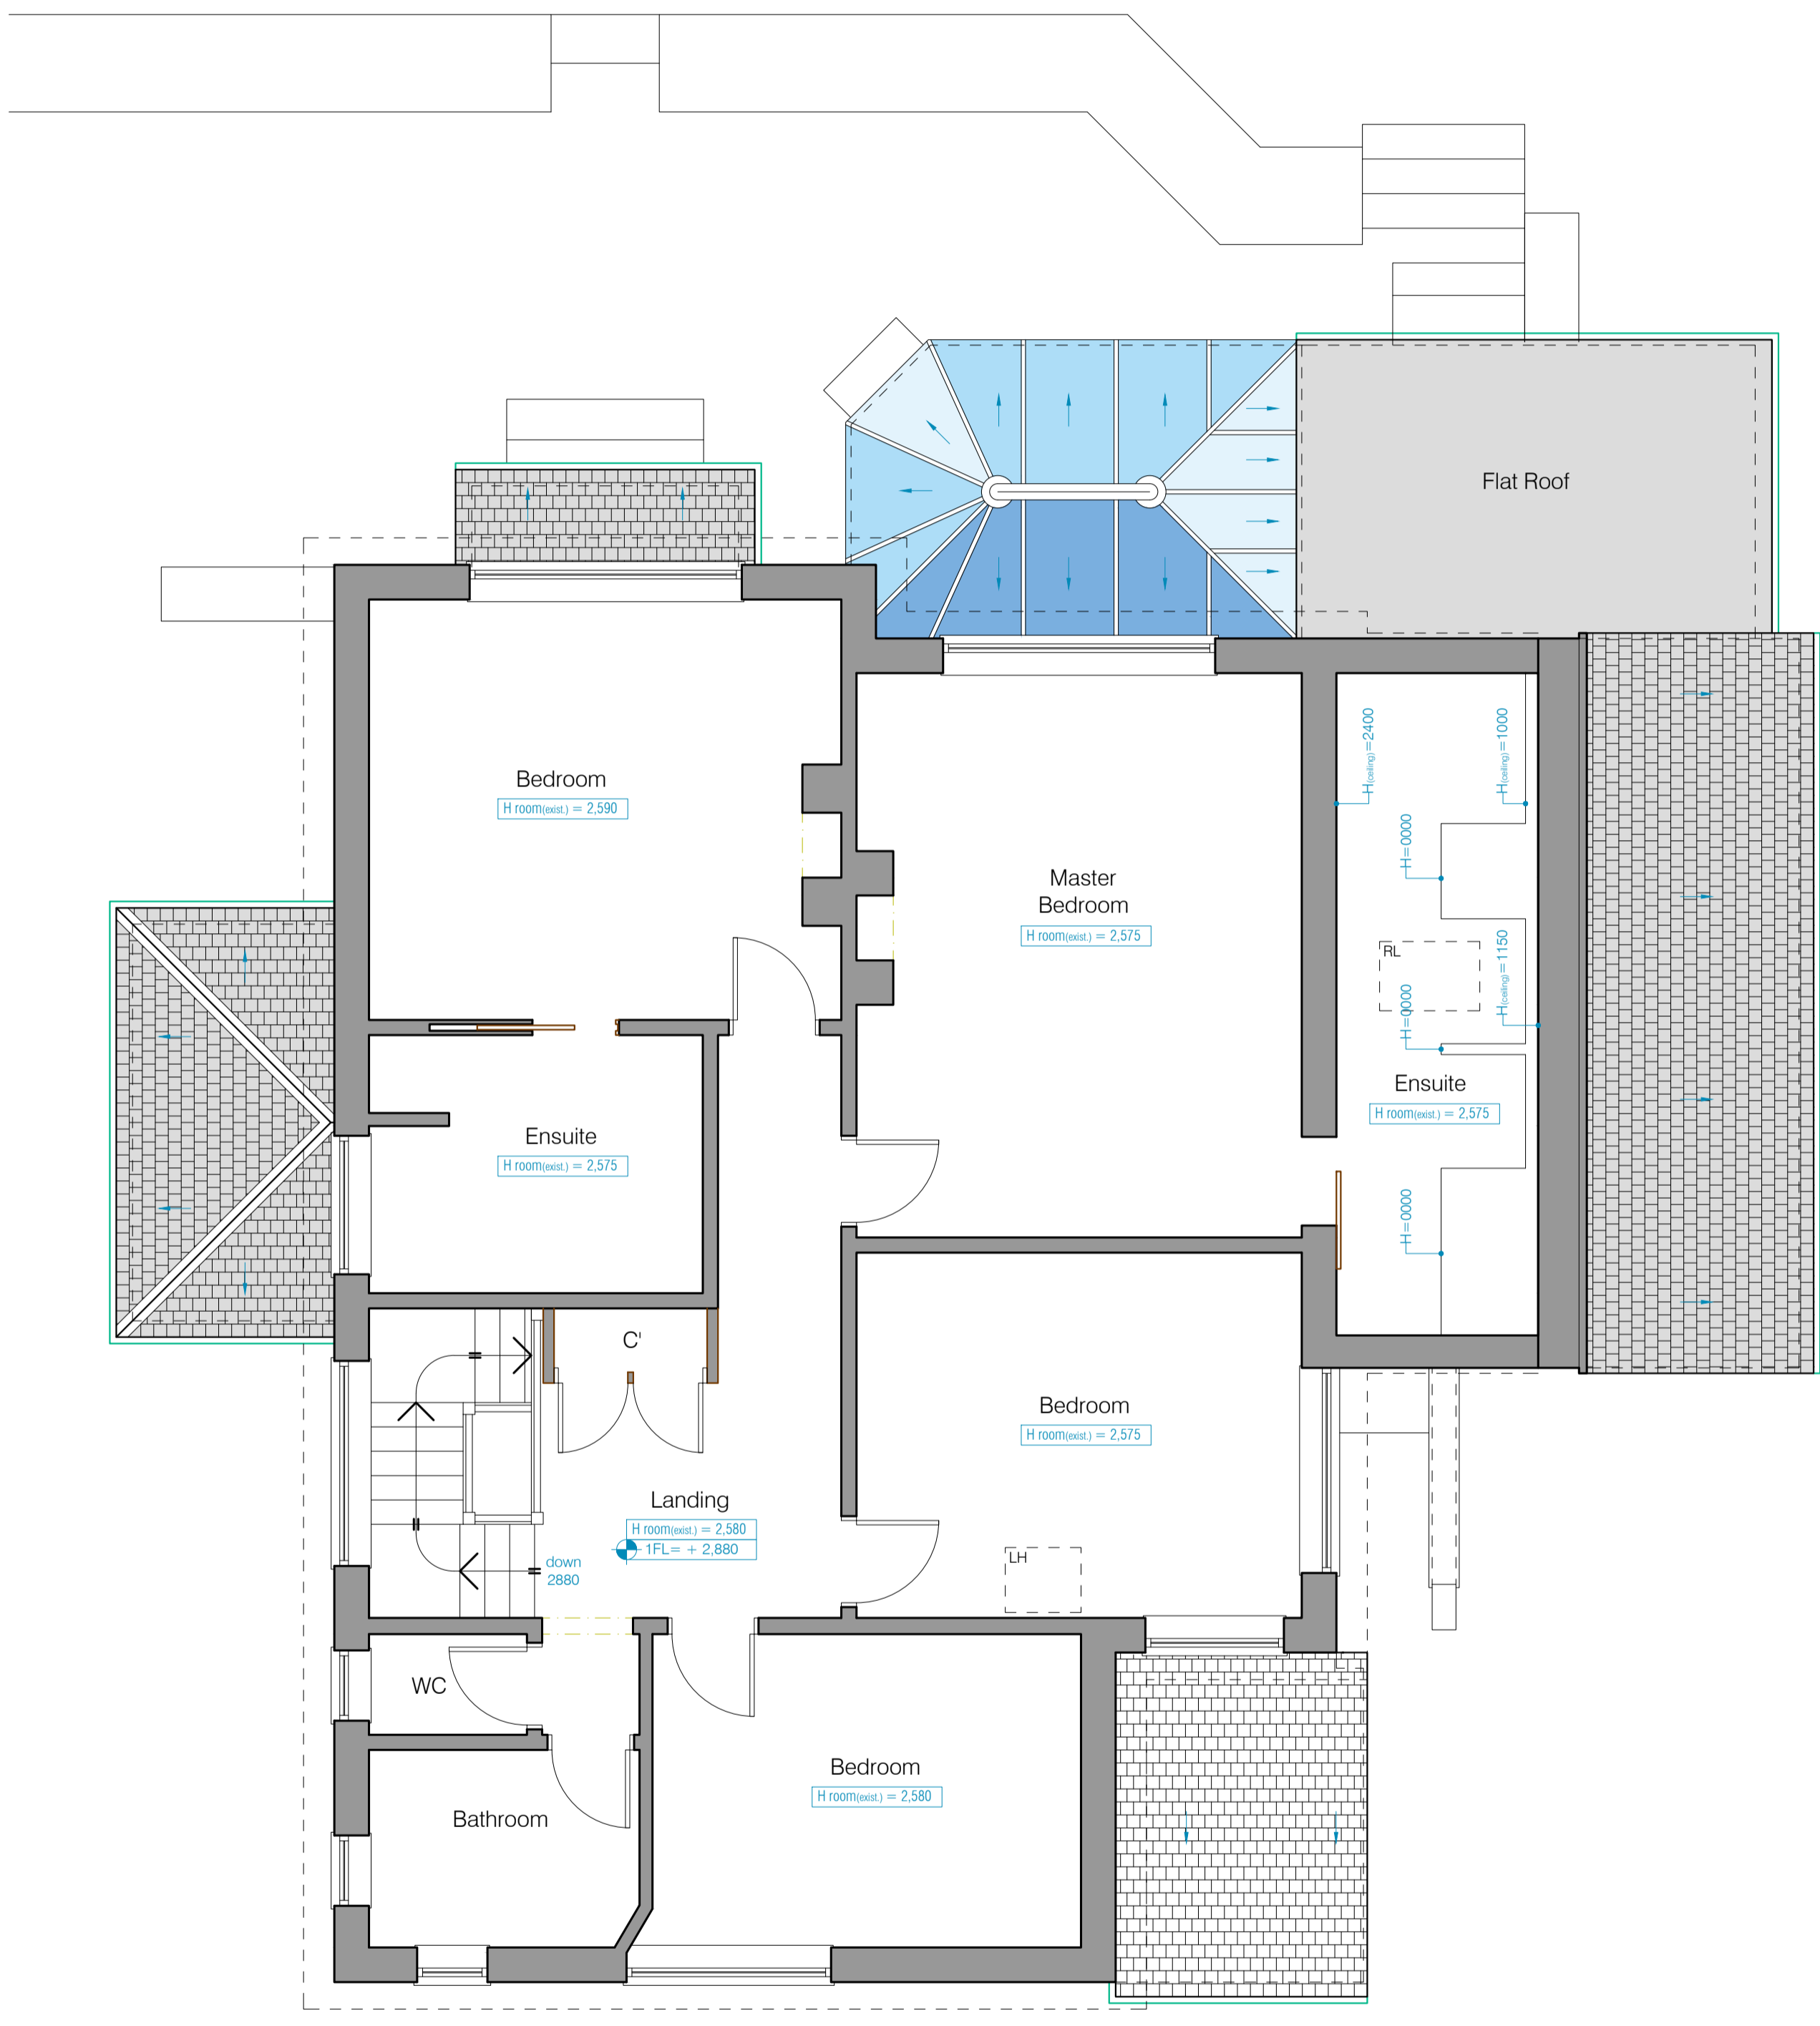 Flat Roof
Bedroom
H room(exist.) = 2,590
Master
Bedroom
H room(exist.) = 2,575
H(ceiling)=2400
H(ceiling)=1000
H=0000
RL
H(ceiling)=1150
H=0000
Ensuite
H room(exist.) = 2,575
H=0000
Ensuite
H room(exist.) = 2,575
C'
Bedroom
H room(exist.) = 2,575
Landing
H room(exist.) = 2,580
1FL= + 2,880
down
2880
LH
WC
Bedroom
H room(exist.) = 2,580
Bathroom